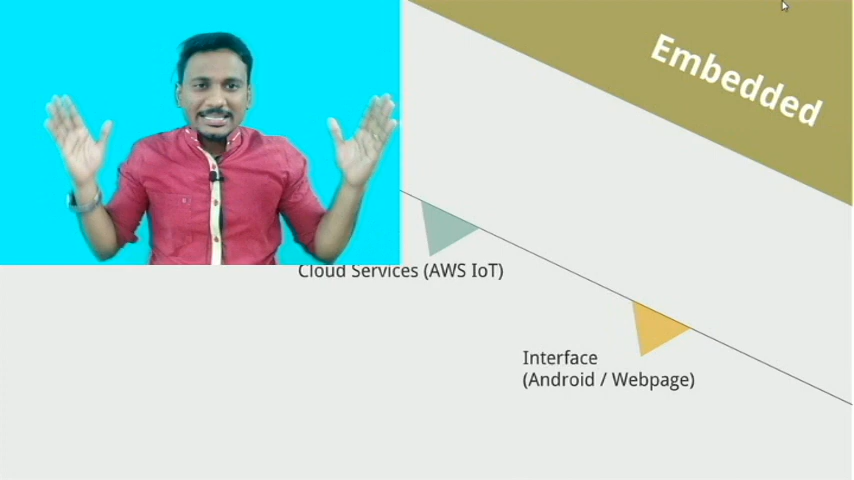 Embedded
Cloud Services (AWS IoT)
Interface
(Android / Webpage)